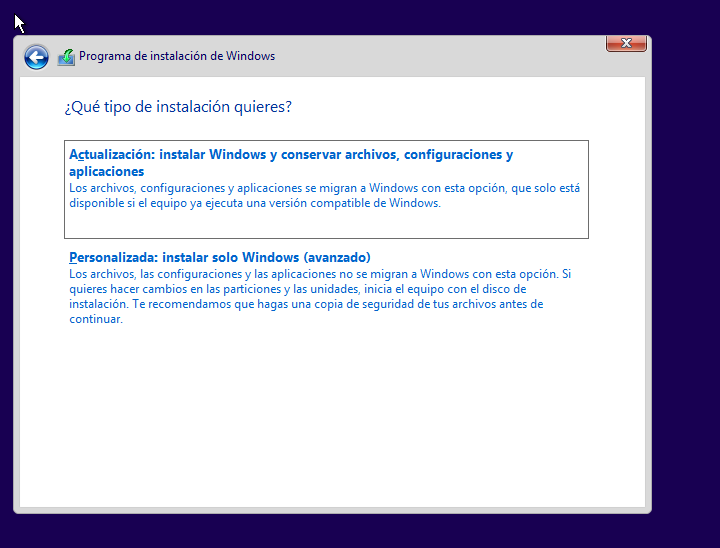 Programa de instalación de Windows
¿Qué tipo de instalación quieres?
Actualización: instalar Windows y conservar archivos, configuraciones y
aplicaciones
Los archivos, configuraciones y aplicaciones se migran a Windows con esta opción, que solo está
disponible si el equipo ya ejecuta una versión compatible de Windows.
Personalizada: instalar solo Windows (avanzado)
Los archivos, las configuraciones y las aplicaciones no se migran a Windows con esta opción. Si
quieres hacer cambios en las particiones y las unidades, inicia el equipo con el disco de
instalación. Te recomendamos que hagas una copia de seguridad de tus archivos antes de
continuar.